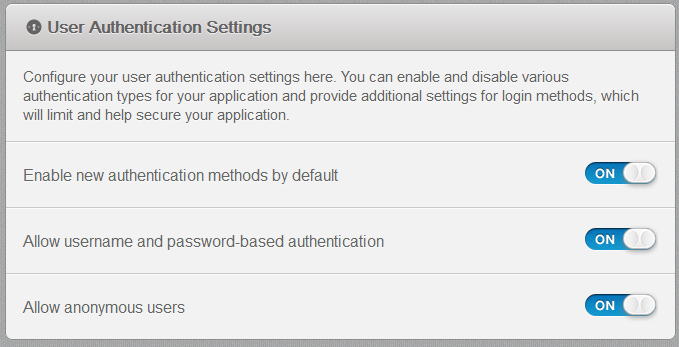 User Authentication Settings
Configure your user authentication settings here. You can enable and disable various
authentication types for your application and provide additional settings for login methods, which
will limit and help secure your application.
Enable new authentication methods by default
ON
Allow username and password-based authentication
ON
Allow anonymous users
ON